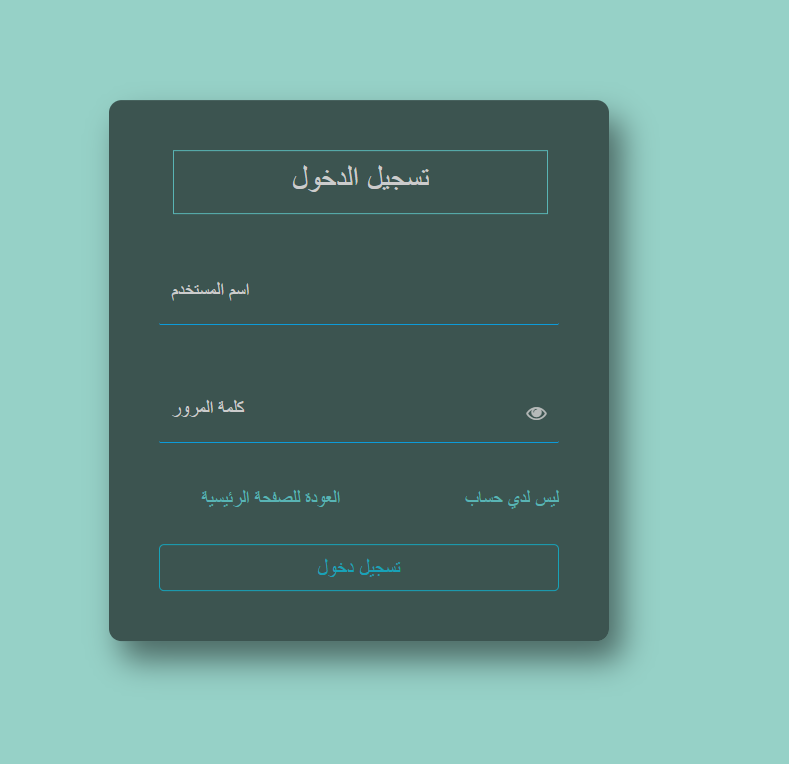 تسجيل الدخول
اسم المستخدم
كلمة المرور
ليس لدي حساب
العودة للصفحة الرئيسية
تسجيل دخول